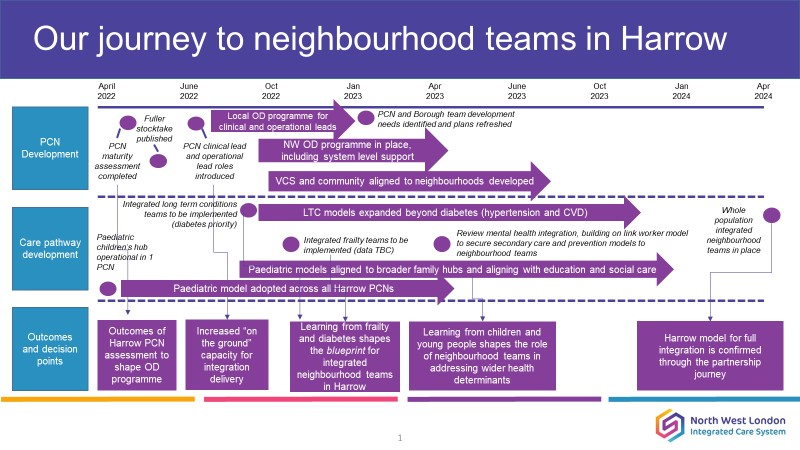 Our journey to neighbourhood teams in Harrow
April
2022
June
2022
Oct
2022
Jan
2023
Apr
2023
June
2023
Oct
2023
Jan
2024
Apr
2024
PCN
Development
PCN
maturity
assessment
completed
Fuller
stocktake
published
PCN clinical lead
and operational
lead roles
introduced
Local OD programme for
clinical and operational leads
PCN and Borough team development
needs identified and plans refreshed
NW OD programme in place,
including system level support
VCS and community aligned to neighbourhoods developed
Care pathway
development
Integrated long term conditions
teams to be implemented
(diabetes priority)
LTC models expanded beyond diabetes (hypertension and CVD)
Whole
population
integrated
neighbourhood
teams in place
Paediatric
children's hub
operational in 1
PCN
Integrated frailty teams to be
implemented (data TBC)
Review mental health integration, building on link worker model
to secure secondary care and prevention models to
neighbourhood teams
Paediatric models aligned to broader family hubs and aligning with education and social care
Paediatric model adopted across all Harrow PCNs
Outcomes
and decision
points
Outcomes of
Harrow PCN
assessment to
shape OD
programme
Increased “on
the ground”
capacity for
integration
delivery
Learning from frailty
and diabetes shapes
the blueprint for
integrated
neighbourhood teams
in Harrow
Learning from children and
young people shapes the role
of neighbourhood teams in
addressing wider health
determinants
Harrow model for full
integration is confirmed
through the partnership
journey
1
North West London
Integrated Care System